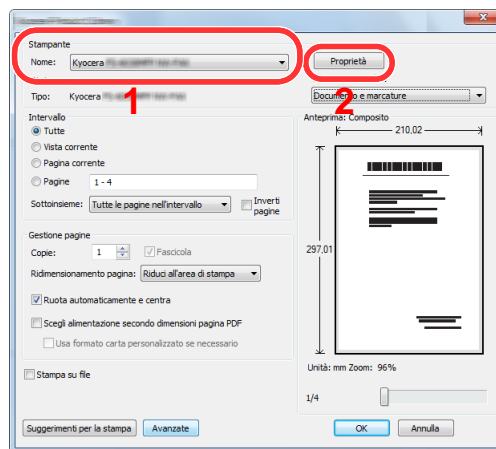 Stampante
Nome: Kyocera
Proprietà
1
2
Tipo: Kyocera
Documento e marcature
Intervallo
Tutte
Vista corrente
Pagina corrente
Pagine 1 - 4
Sottoinsieme: Tutte le pagine nell'intervallo
Inverti
pagine
Anteprima: Composito
210,02
297,01
Gestione pagine
Copie: 1 Fascicola
Ridimensionamento pagina: Riduci all'area di stampa
Ruota automaticamente e centra
Scegli alimentazione secondo dimensioni pagina PDF
Usa formato carta personalizzato se necessario
Unità: mm Zoom: 96%
Stampa su file
1/4
Suggerimenti per la stampa
Avanzate
OK
Annulla